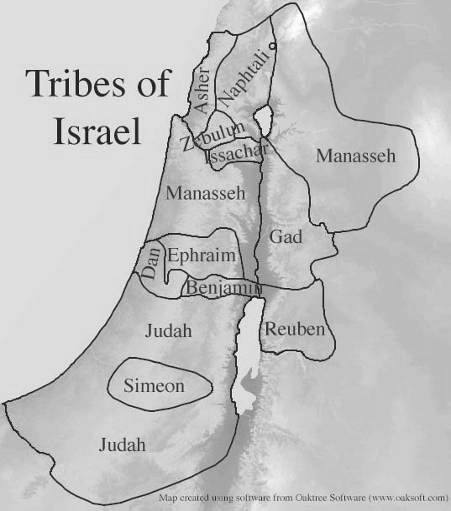 Tribes of
Israel
Asher
Naphtali
Zebulun
Issachar
Manasseh
Manasseh
Gad
Dan
Ephraim
Benjamin
Reuben
Judah
Simeon
Judah
Map created using software from Oaktree Software (www.oaksoft.com)